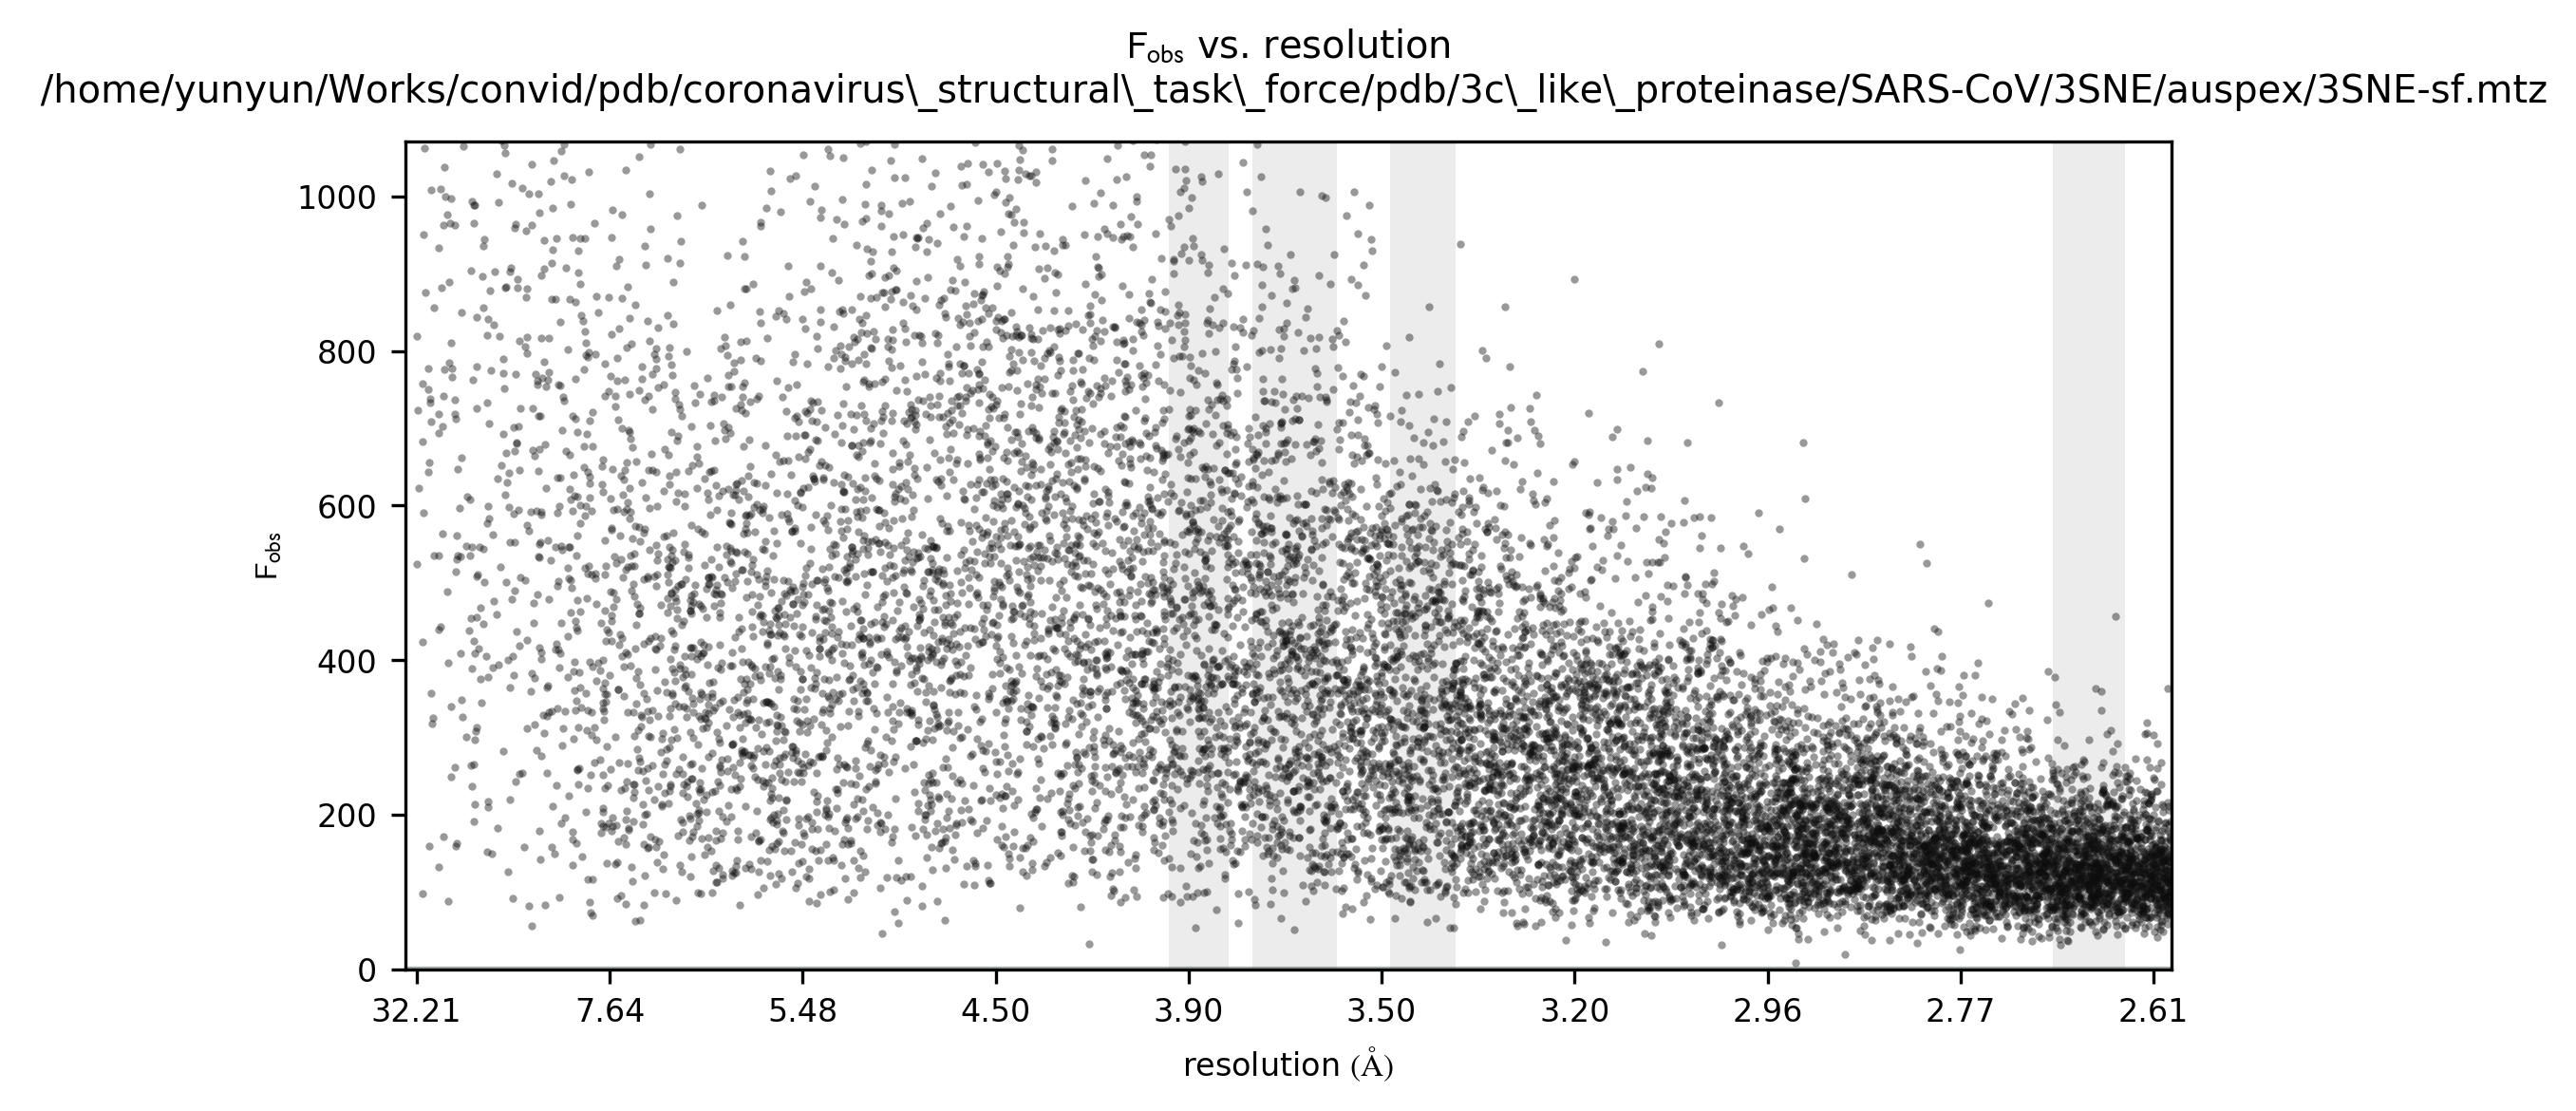 Fobs vs. resolution
/home/yunyun/Works/convid/pdb/coronavirus\_structural\_task\_force/pdb/3c\_like\_proteinase/SARS-CoV/3SNE/auspex/3SNE-sf.mtz
1000
800
600
400
200
0
Fobs
32.21 7.64 5.48 4.50 3.90 3.50 3.20 2.96 2.77 2.61
resolution (Å)